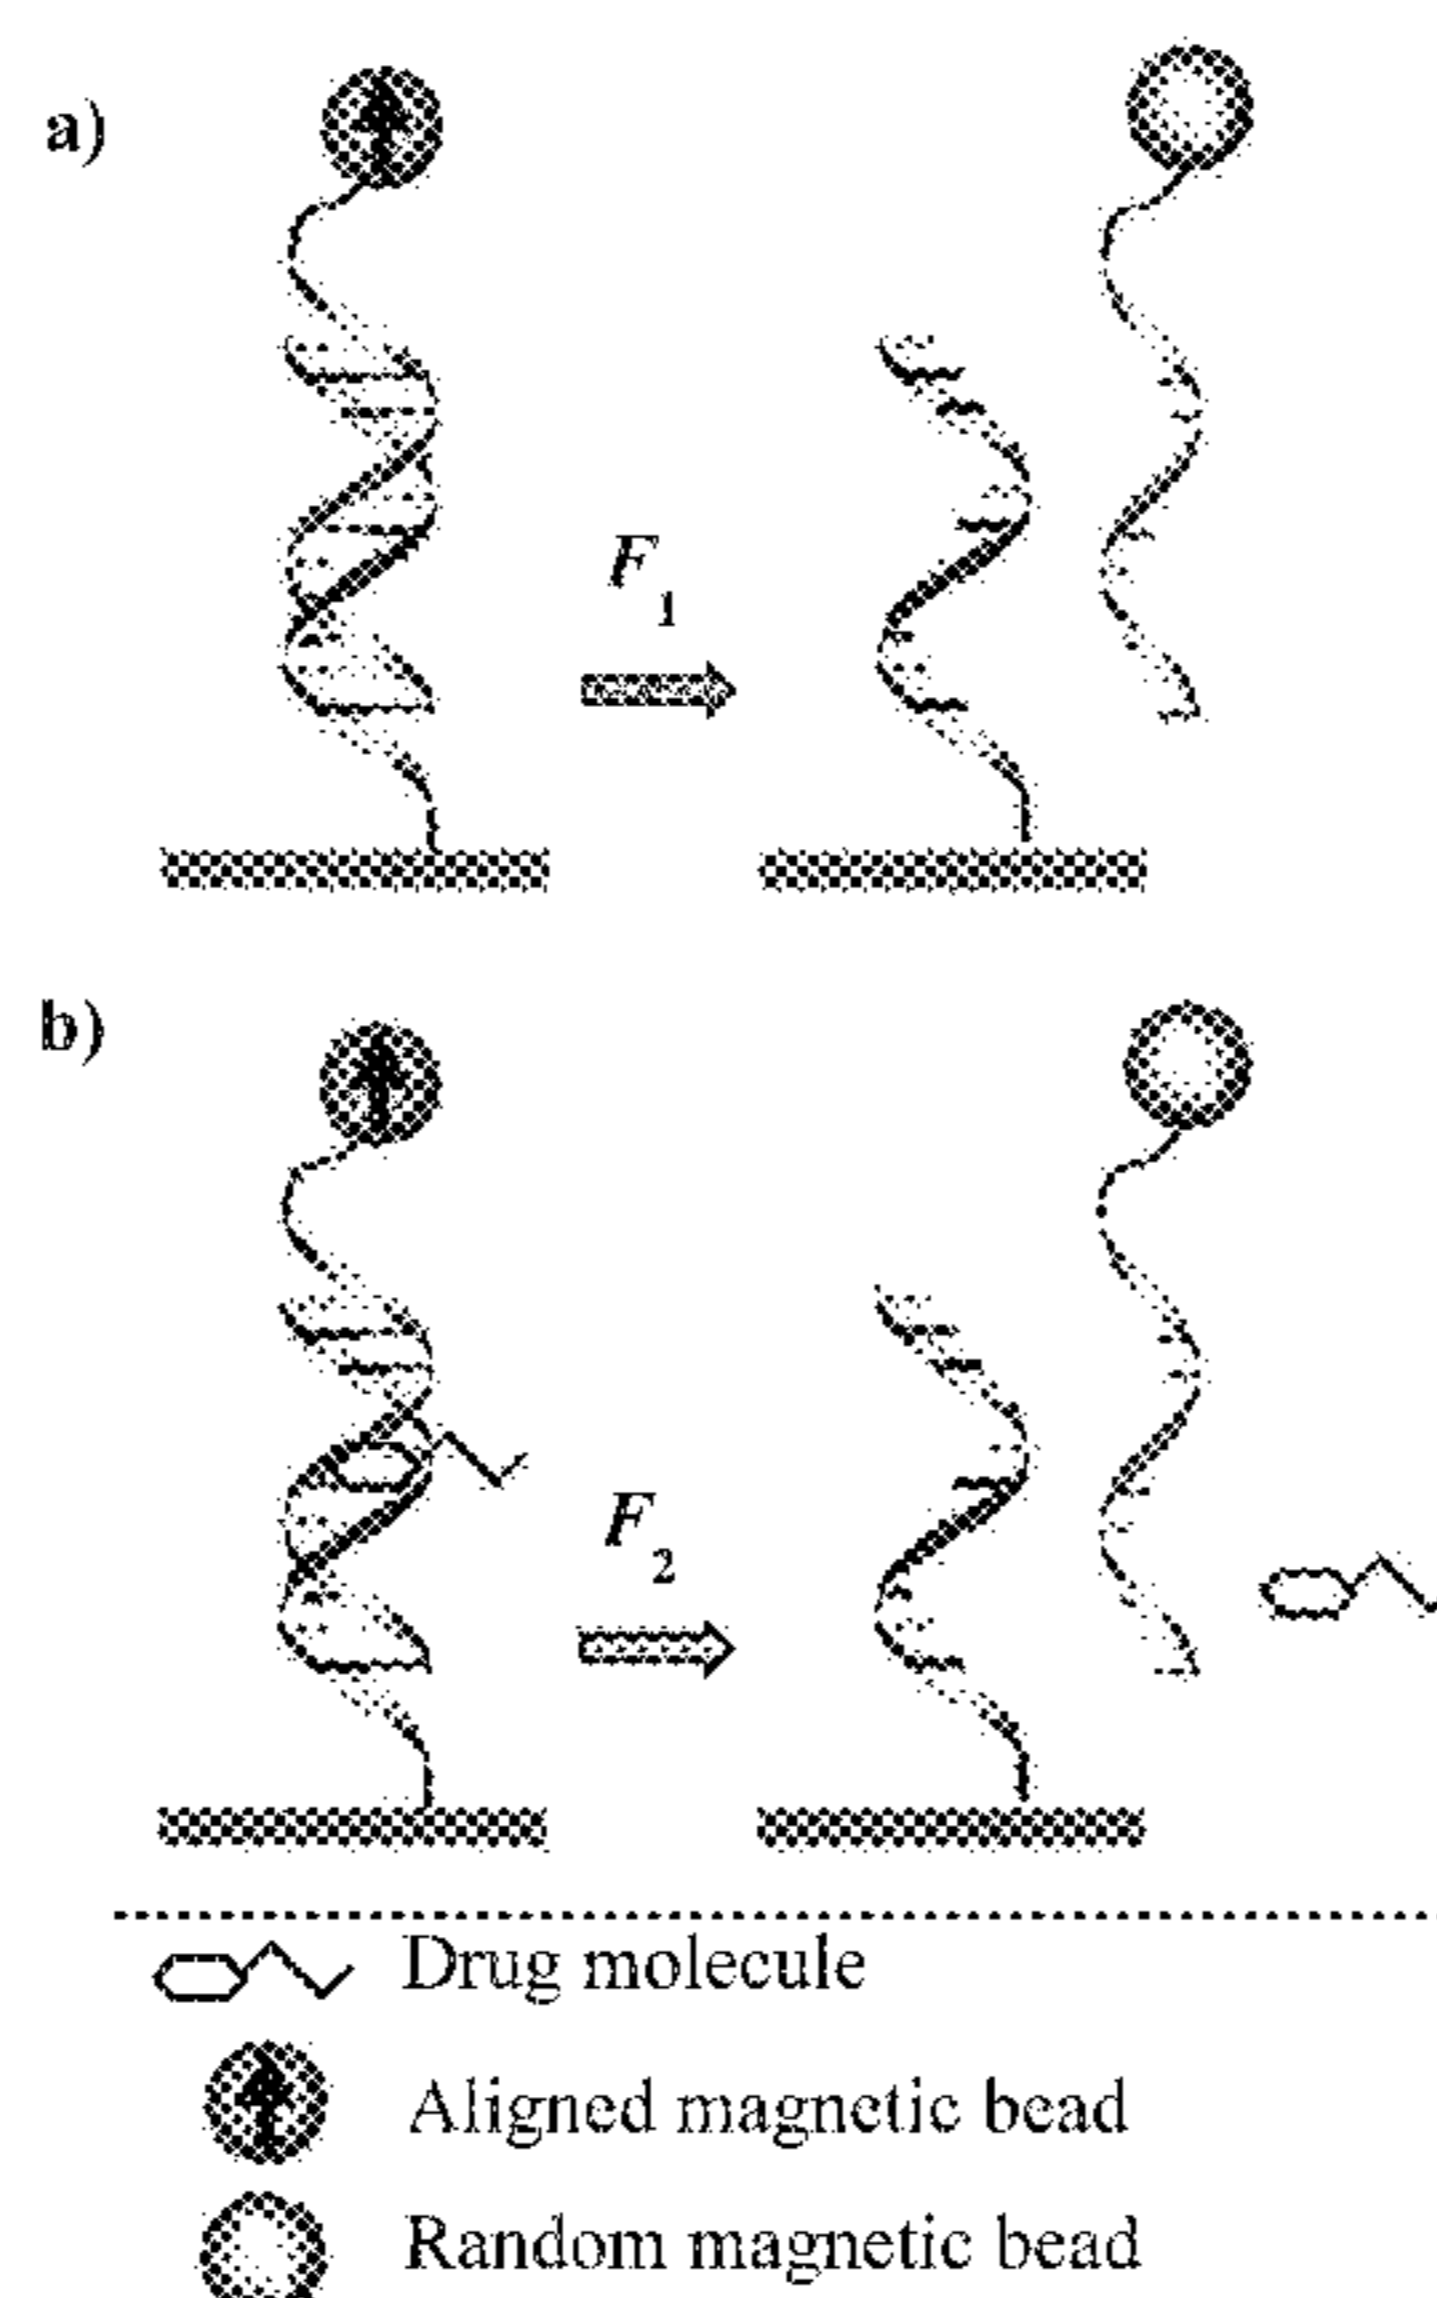 a)
F1
b)
F2
Drug molecule
Aligned magnetic bead
Random magnetic bead